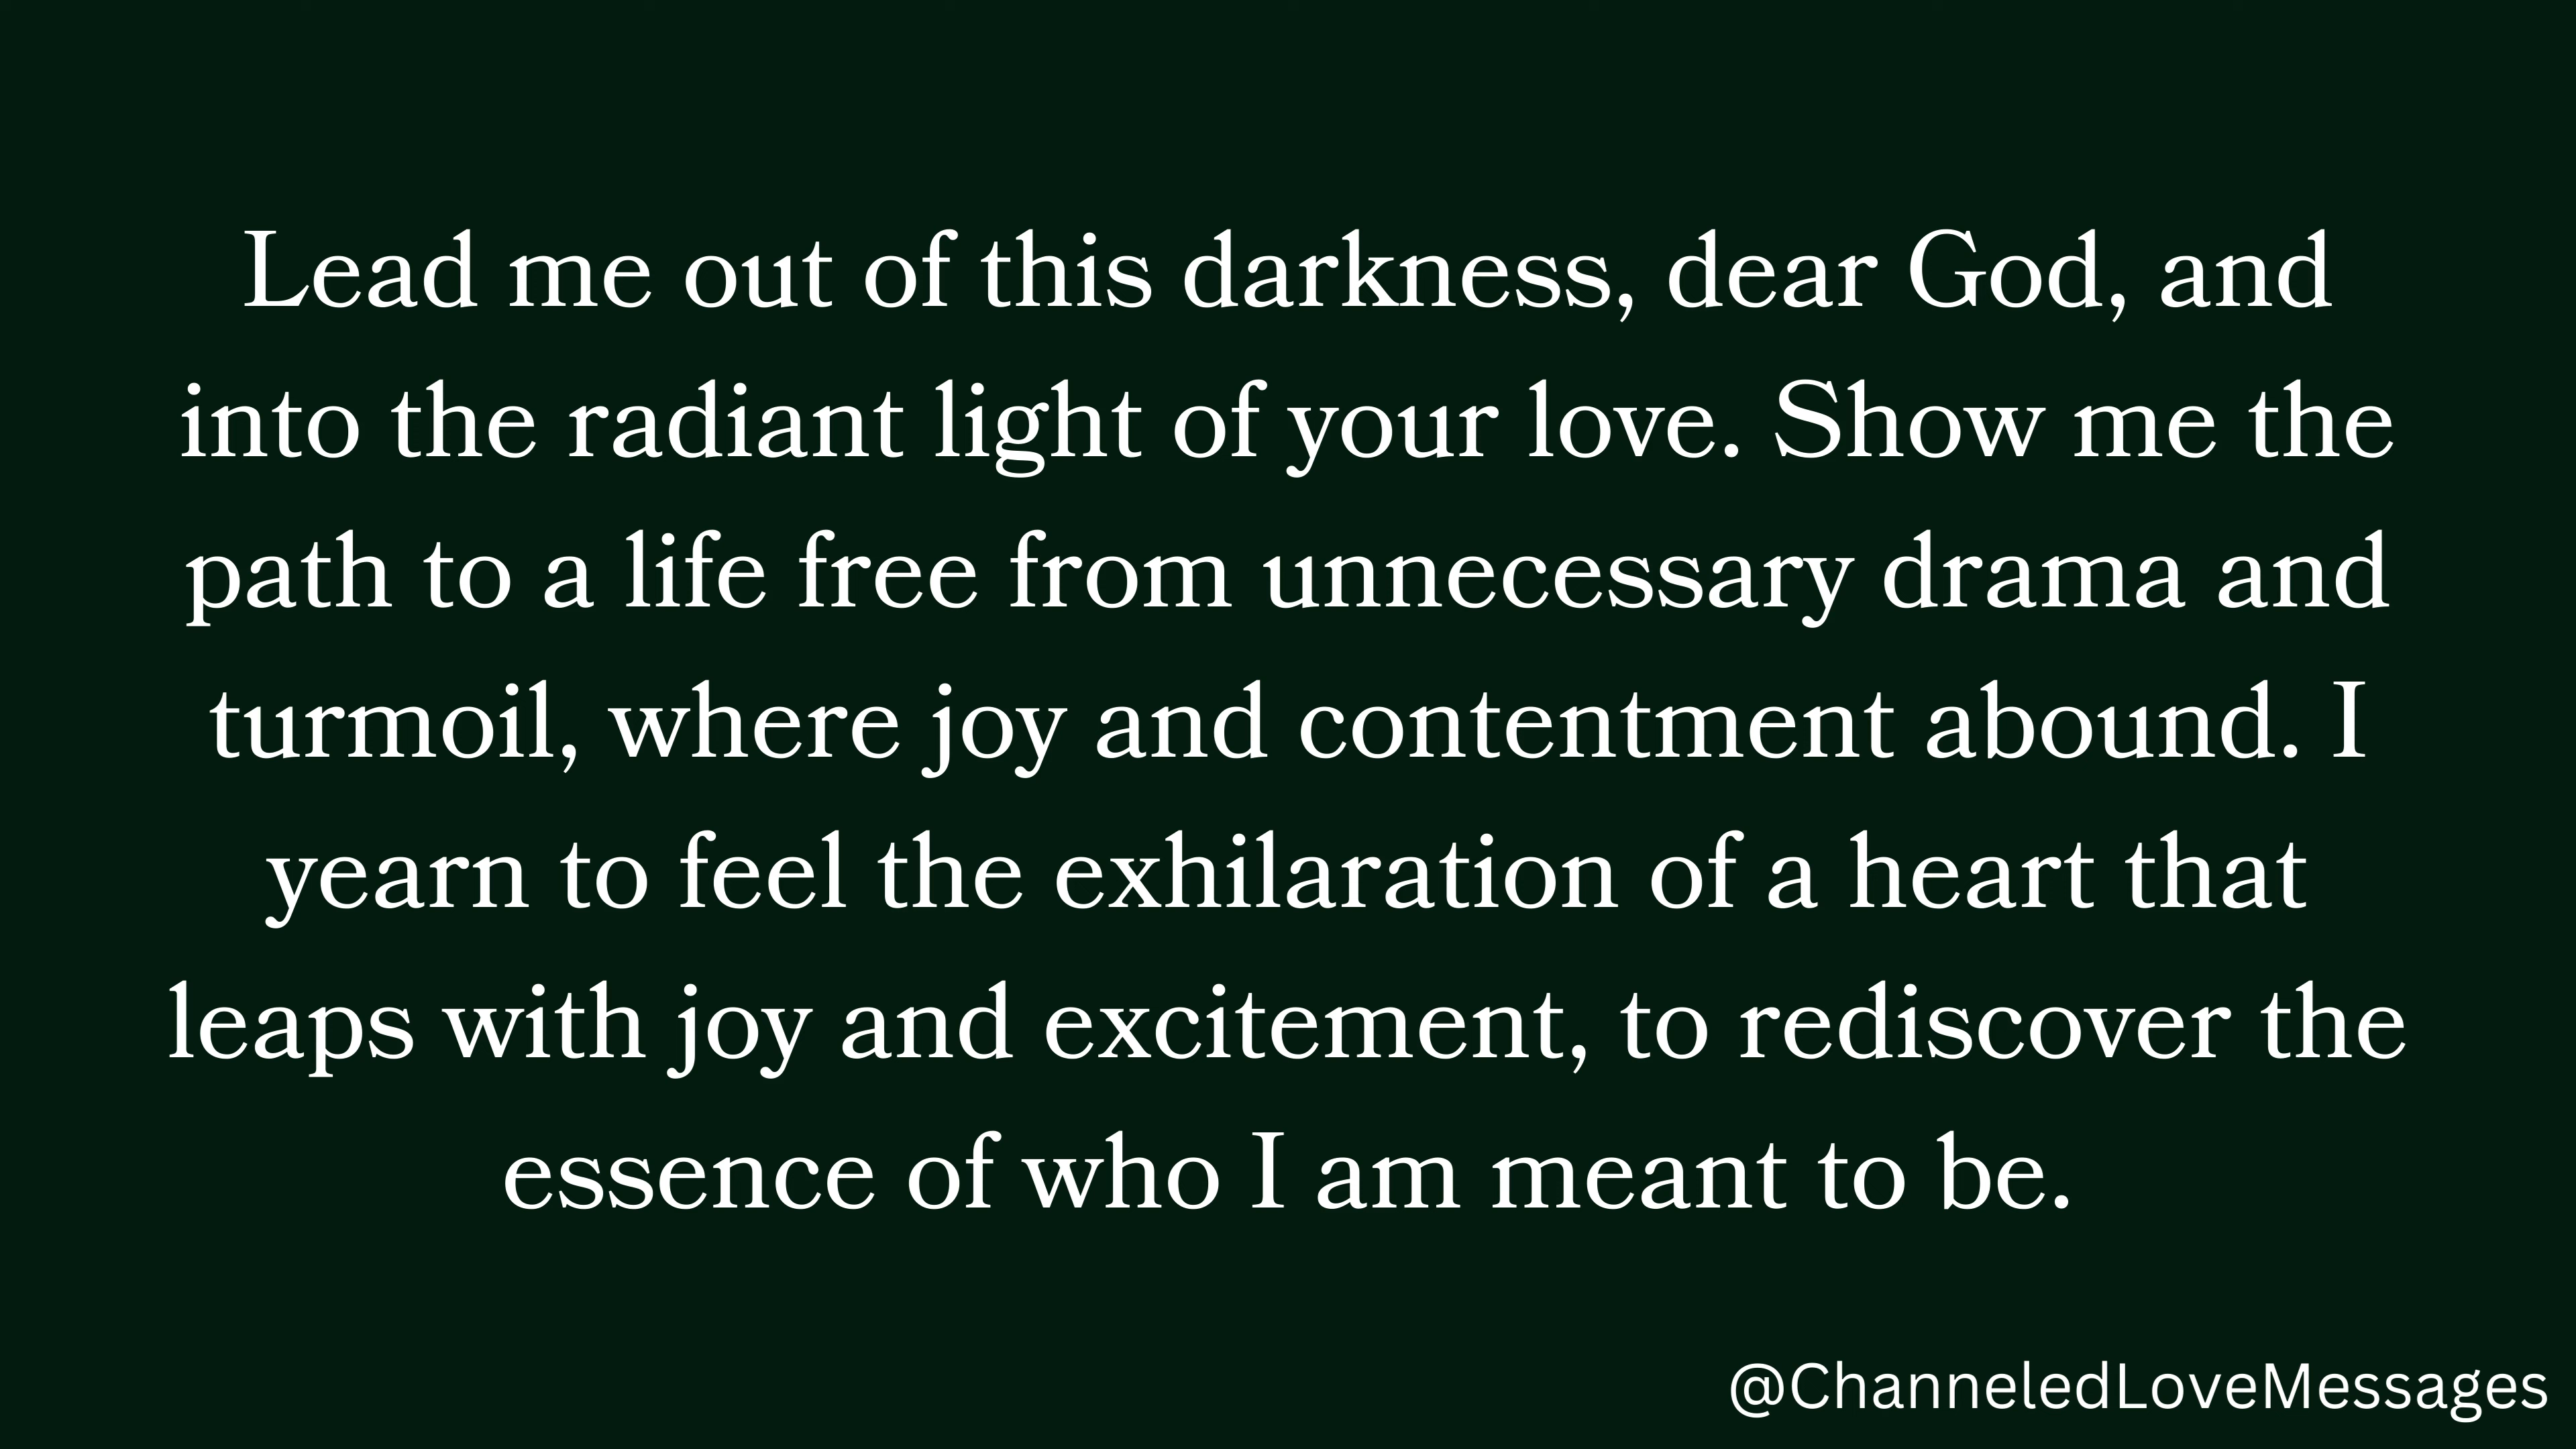 Lead me out of this darkness, dear God, and
into the radiant light of your love. Show me the
path to a life free from unnecessary drama and
turmoil, where joy and contentment abound. I
yearn to feel the exhilaration of a heart that
leaps with joy and excitement, to rediscover the
essence of who I am meant to be.
@ChanneledLoveMessages